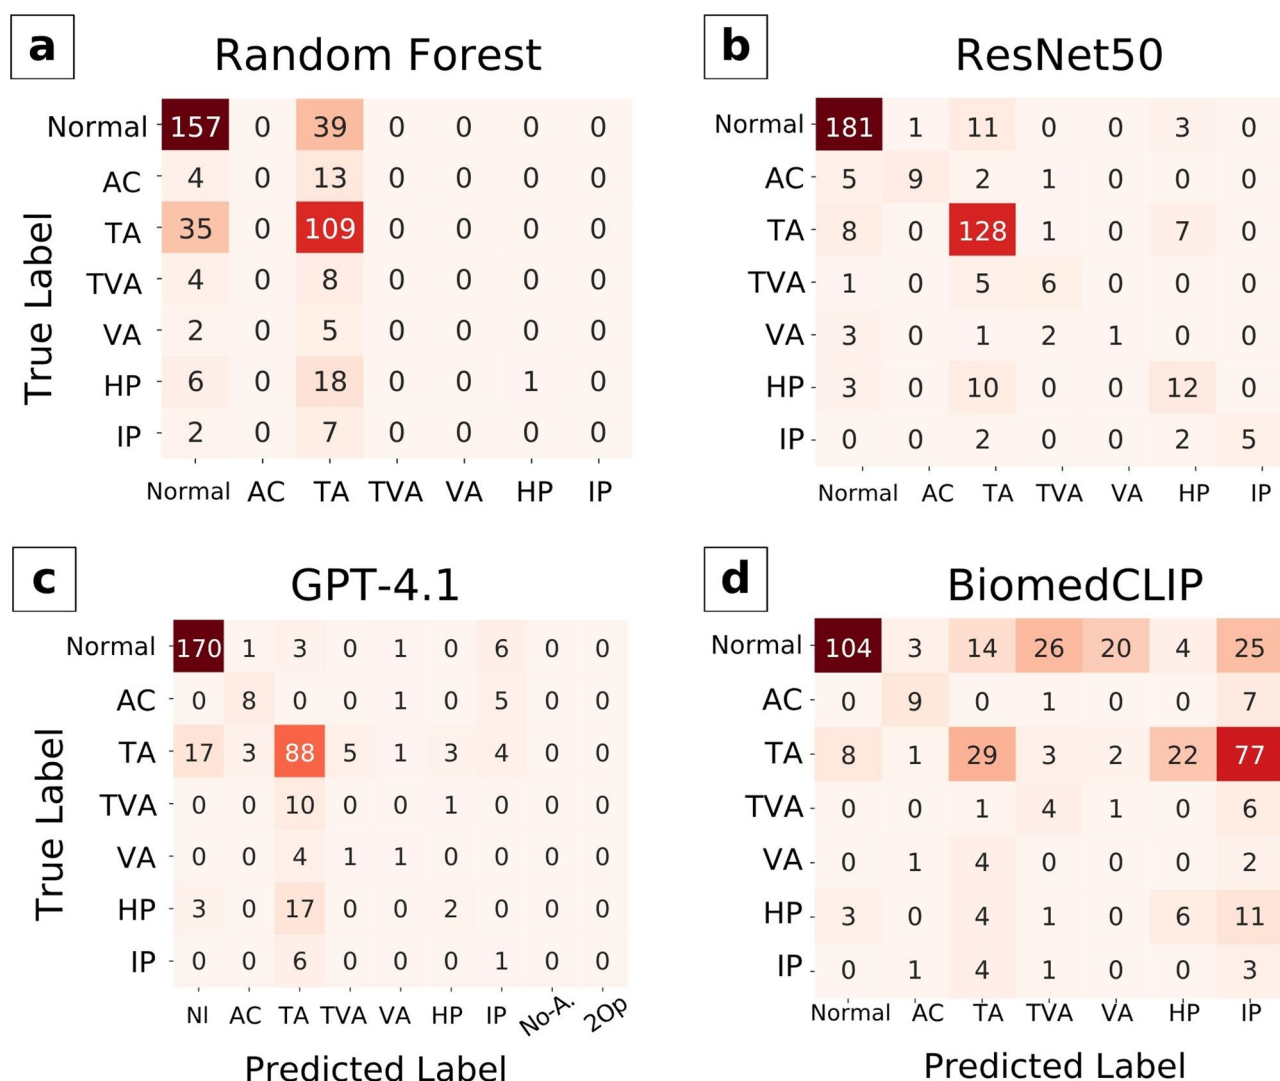 a
Random Forest
Normal 157 0 39 0 0 0 0
AC 4 0 13 0 0 0 0
TA 35 0 109 0 0 0 0
TVA 4 0 8 0 0 0 0
VA 2 0 5 0 0 0 0
HP 6 0 18 0 0 1 0
IP 2 0 7 0 0 0 0
Normal AC TA TVA VA HP IP
True Label
b
ResNet50
Normal 181 1 11 0 0 3 0
AC 5 9 2 1 0 0 0
TA 8 0 128 1 0 7 0
TVA 1 0 5 6 0 0 0
VA 3 0 1 2 1 0 0
HP 3 0 10 0 0 12 0
IP 0 0 2 0 0 2 5
Normal AC TA TVA VA HP IP
c
GPT-4.1
Normal 170 1 3 0 1 0 6 0 0
AC 0 8 0 0 1 0 5 0 0
TA 17 3 88 5 1 3 4 0 0
TVA 0 0 10 0 0 1 0 0 0
VA 0 0 4 1 1 0 0 0 0
HP 3 0 17 0 0 2 0 0 0
IP 0 0 6 0 0 0 1 0 0
NI AC TA TVA VA HP IP No-A. 2Op
True Label
Predicted Label
d
BiomedCLIP
Normal 104 3 14 26 20 4 25
AC 0 9 0 1 0 0 7
TA 8 1 29 3 2 22 77
TVA 0 0 1 4 1 0 6
VA 0 1 4 0 0 0 2
HP 3 0 4 1 0 6 11
IP 0 1 4 1 0 0 3
Normal AC TA TVA VA HP IP
Predicted Label